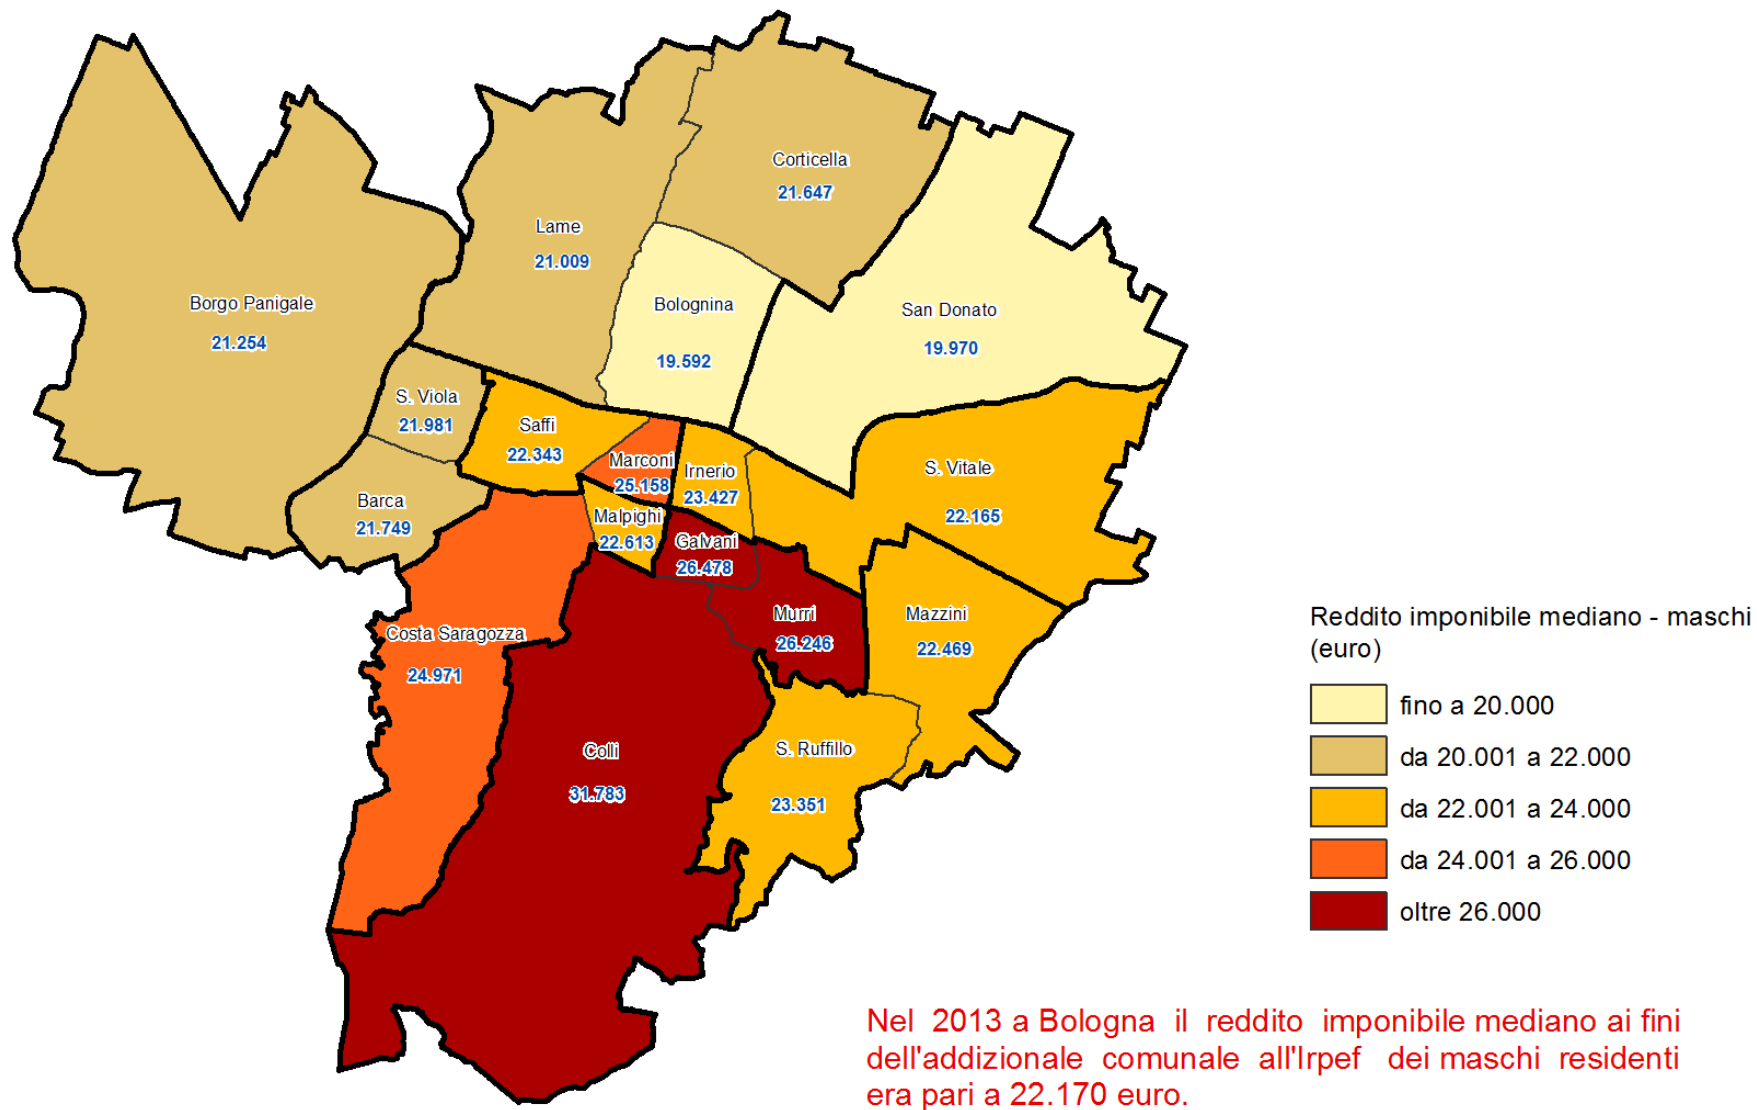 Corticella
21.647
Lame
21.009
Borgo Panigale
21.254
Bolognina
19.592
San Donato
19.970
S. Viola
21.981
Saffi
22.343
Marconi
25.158
Irnerio
23.427
S. Vitale
22.165
Barca
21.749
Malpighi
22.613
Galvani
26.478
Murri
26.246
Mazzini
22.469
Costa Saragozza
24.971
Colli
31.783
S. Ruffillo
23.351
Reddito imponibile mediano - maschi
(euro)
fino a 20.000
da 20.001 a 22.000
da 22.001 a 24.000
da 24.001 a 26.000
oltre 26.000
Nel 2013 a Bologna il reddito imponibile mediano ai fini
dell'addizionale comunale all'Irpef dei maschi residenti
era pari a 22.170 euro.